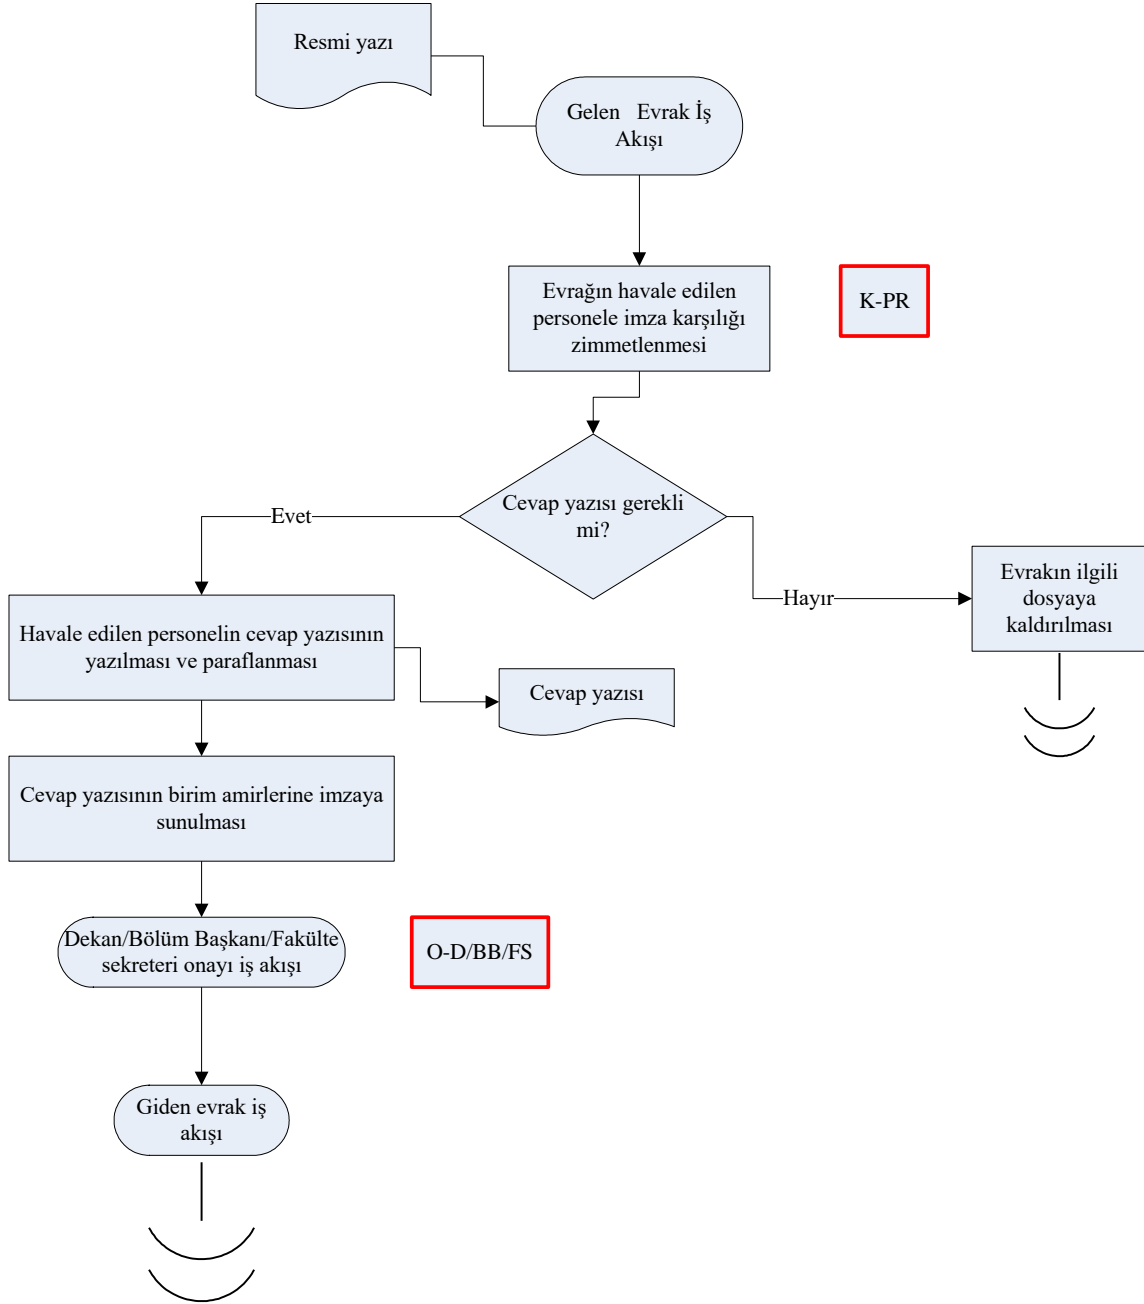 Resmi yazı
Gelen Evrak İş
Akışı
Evrağın havale edilen
personele imza karşılığı
zimmetlenmesi
K-PR
Cevap yazısı gerekli
mi?
Evet
Hayır
Evrakın ilgili
dosyaya
kaldırılması
Havale edilen personelin cevap yazısının
yazılması ve paraflanması
Cevap yazısı
Cevap yazısının birim amirlerine imzaya
sunulması
Dekan/Bölüm Başkanı/Fakülte
sekreteri onayı iş akışı
O-D/BB/FS
Giden evrak iş
akışı